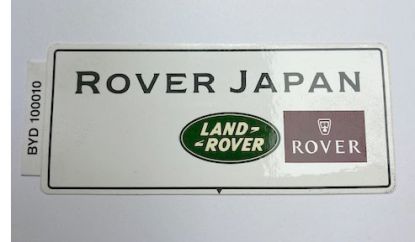 ROVER JAPAN
BYD 100010
LAND-
-ROVER
ROVER